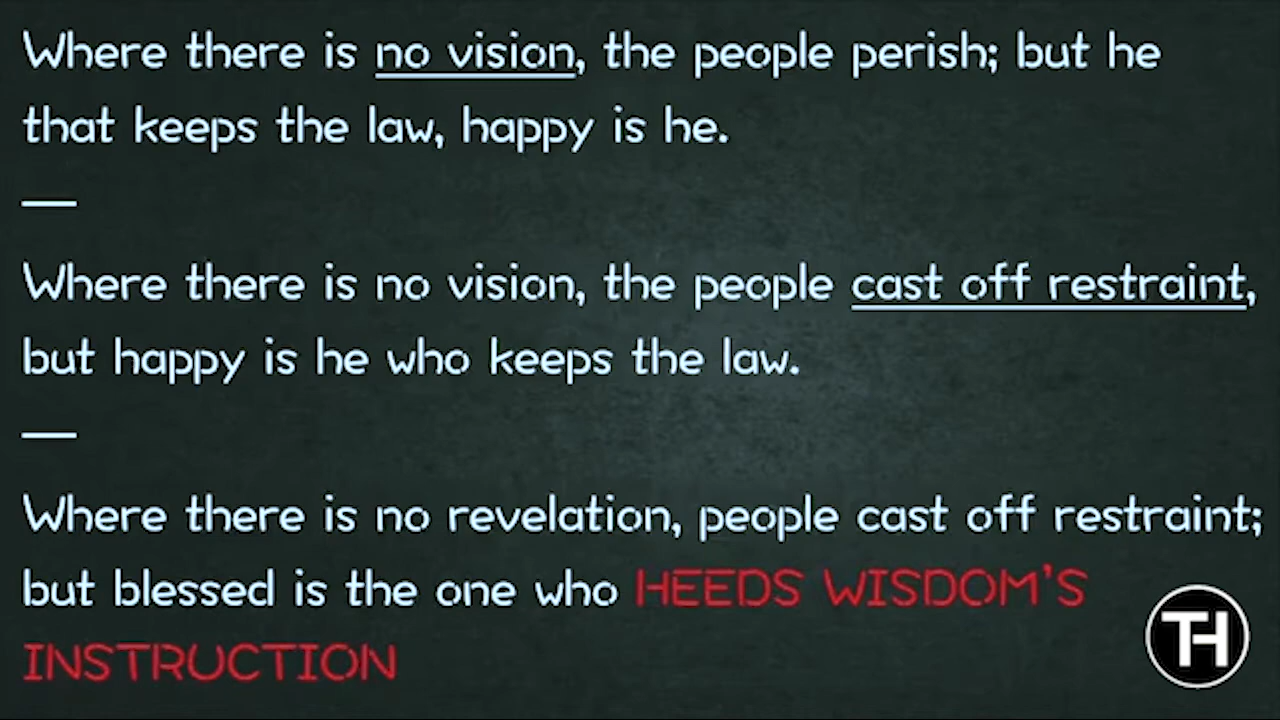 Where there is no vision, the people perish; but he
that keeps the law, happy is he.
—
Where there is no vision, the people cast off restraint,
but happy is he who keeps the law.
—
Where there is no revelation, people cast off restraint;
but blessed is the one who HEEDS WISDOM'S
INSTRUCTION
TH